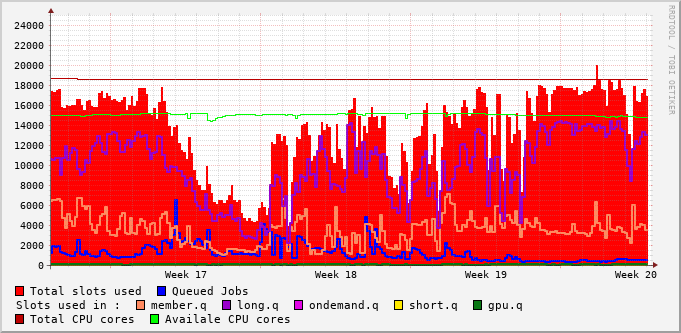 24000
22000
20000
18000
16000
14000
12000
10000
8000
6000
4000
2000
0
Week 17 Week 18 Week 19 Week 20
RRDTOOL / TOBI OETIKER
Total slots used Queued Jobs
Slots used in : member.q long.q ondemand.q short.q gpu.q
Total CPU cores Availale CPU cores